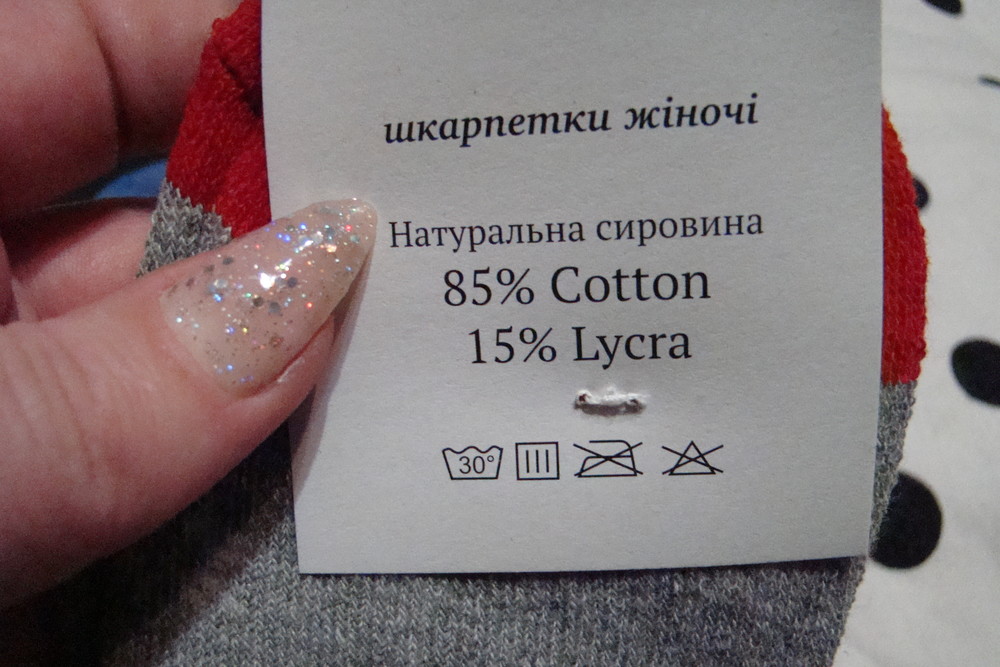 шкарпетки жіночі
Натуральна сировина
85% Cotton
15% Lycra
30°